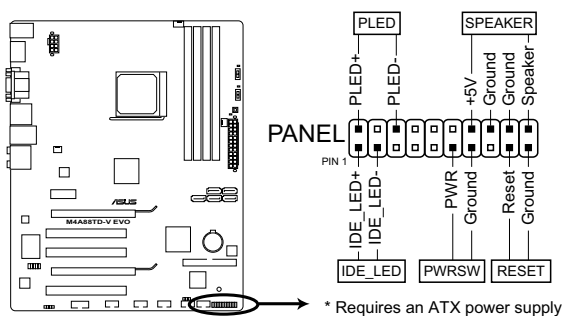 PLED
SPEAKER
PLED+
PLED-
+5V
Ground
Ground
Speaker
PANEL
PIN 1
IDE_LED+
IDE_LED-
PWR
Ground
Reset
Ground
IDE_LED
PWRSW
RESET
/SUS
M4A88TD-V EVO
* Requires an ATX power supply